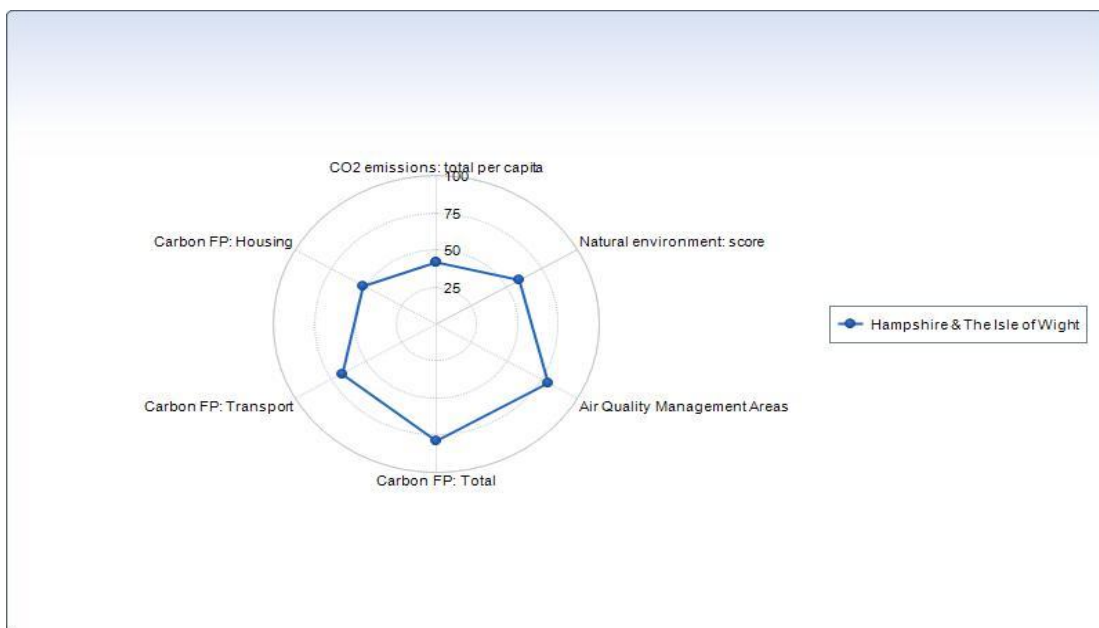 CO2 emissions: total per capita
100
Carbon FP: Housing
75
Natural environment: score
50
25
Hampshire & The Isle of Wight
Carbon FP: Transport
Air Quality Management Areas
Carbon FP: Total